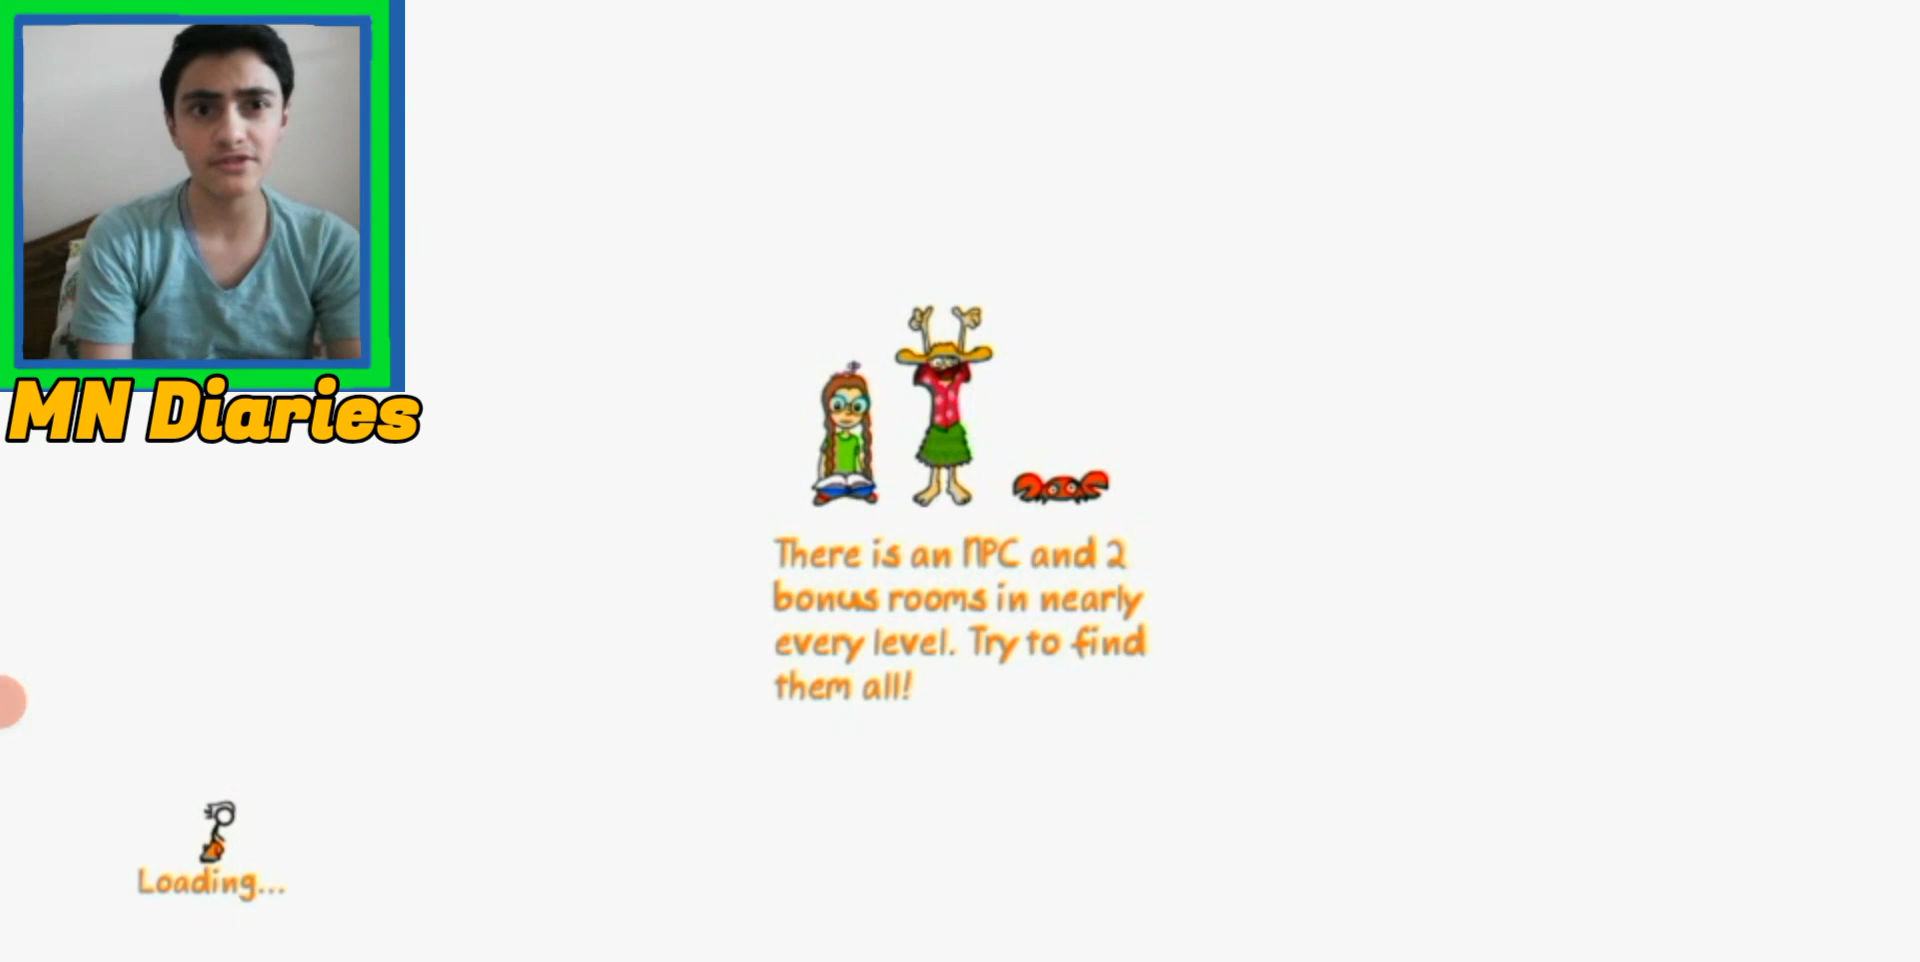 MN Diaries
There is an NPC and 2
bonus rooms in nearly
every level. Try to find
them all!
Loading...